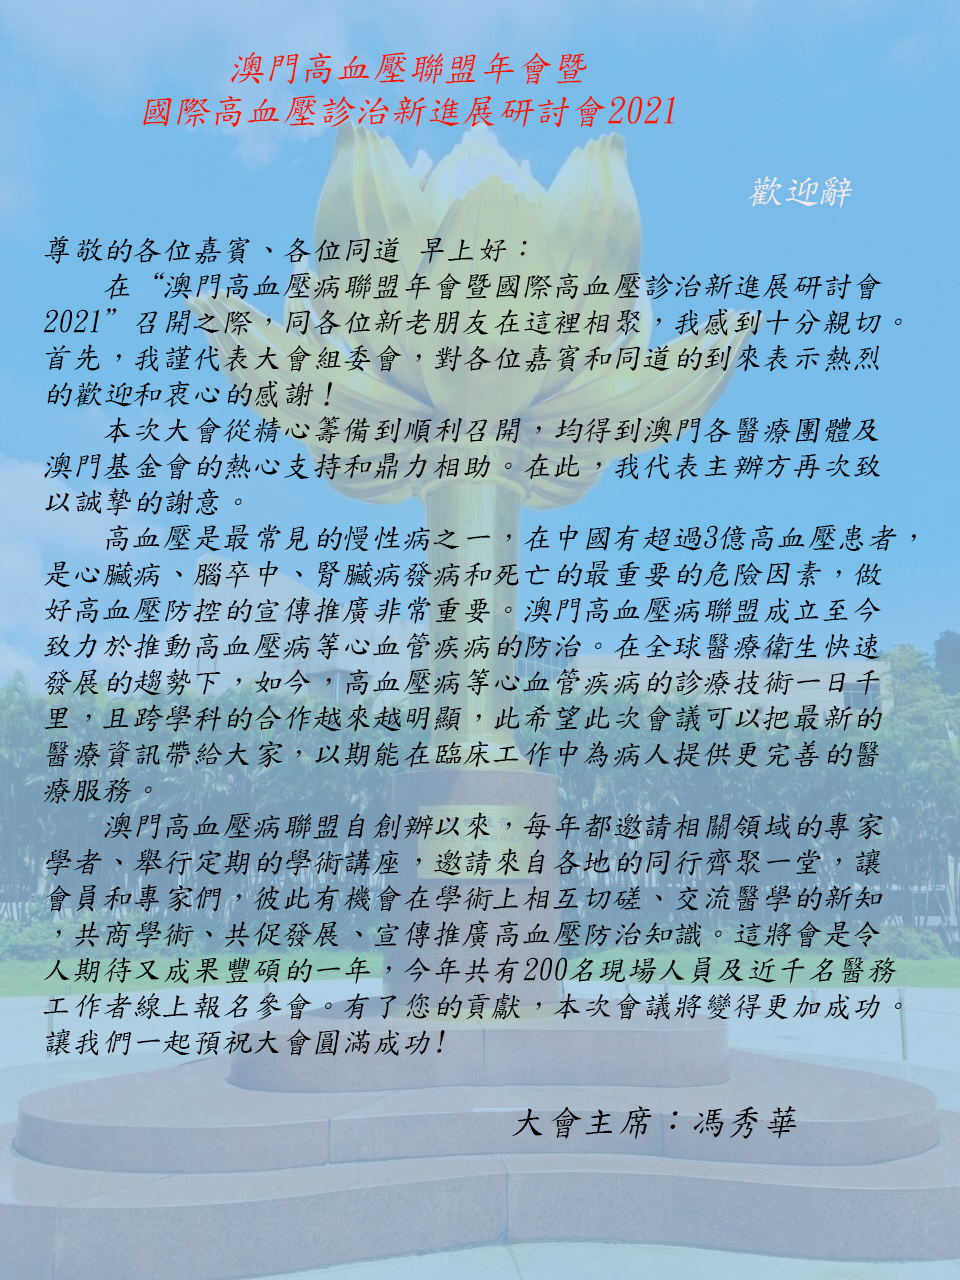 澳門高血壓聯盟年會暨
國際高血壓診治新進展研討會2021
歡迎辭
尊敬的各位嘉賓、各位同道 早上好：
在“澳門高血壓病聯盟年會暨國際高血壓診治新進展研討會
2021”召開之際，同各位新老朋友在這裡相聚，我感到十分親切。
首先，我謹代表大會組委會，對各位嘉賓和同道的到來表示熱烈
的歡迎和衷心的感謝！
本次大會從精心籌備到順利召開，均得到澳門各醫療團體及
澳門基金會的熱心支持和鼎力相助。在此，我代表主辦方再次致
以誠摯的謝意。
高血壓是最常見的慢性病之一，在中國有超過3億高血壓患者，
是心臟病、腦卒中、腎臟病發病和死亡的最重要的危險因素，做
好高血壓防控的宣傳推廣非常重要。澳門高血壓病聯盟成立至今
致力於推動高血壓病等心血管疾病的防治。在全球醫療衛生快速
發展的趨勢下，如今，高血壓病等心血管疾病的診療技術一日千
里，且跨學科的合作越來越明顯，此希望此次會議可以把最新的
醫療資訊帶給大家，以期能在臨床工作中為病人提供更完善的醫
療服務。
澳門高血壓病聯盟自創辦以來，每年都邀請相關領域的專家
學者、舉行定期的學術講座，邀請來自各地的同行齊聚一堂，讓
會員和專家們，彼此有機會在學術上相互切磋、交流醫學的新知
，共商學術、共促發展、宣傳推廣高血壓防治知識。這將會是令
人期待又成果豐碩的一年，今年共有200名現場人員及近千名醫務
工作者線上報名參會。有了您的貢獻，本次會議將變得更加成功。
讓我們一起預祝大會圓滿成功！
大會主席：馮秀華